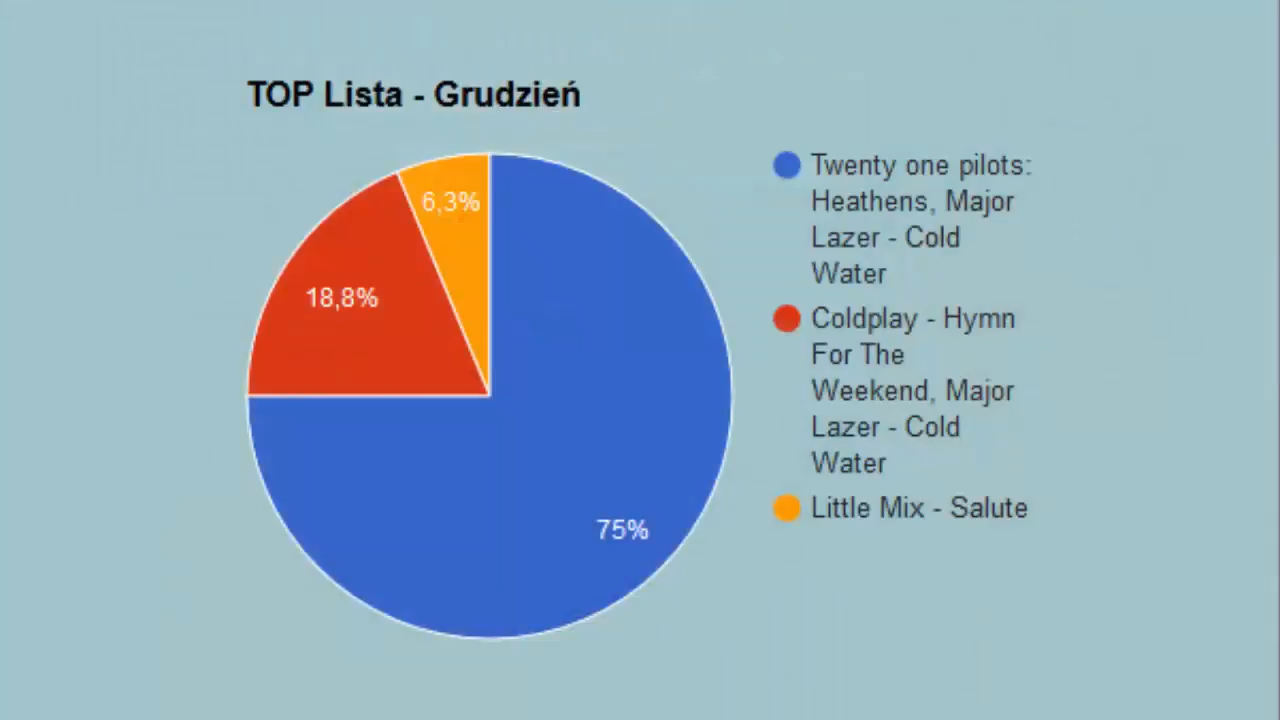 TOP Lista - Grudzień
6,3%
18,8%
75%
Twenty one pilots:
Heathens, Major
Lazer - Cold
Water
Coldplay - Hymn
For The
Weekend, Major
Lazer - Cold
Water
Little Mix - Salute